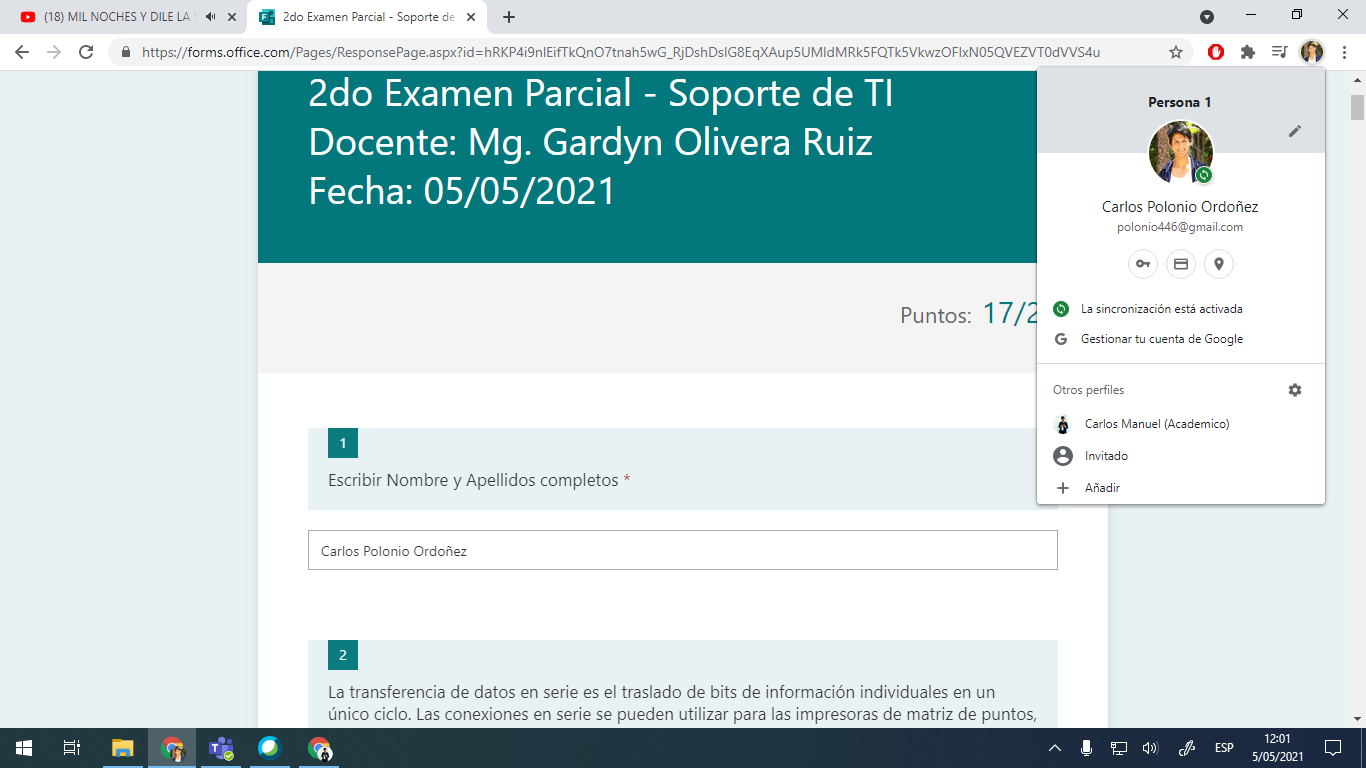 (18) MIL NOCHES Y DILE LA
2do Examen Parcial - Soporte de
https://forms.office.com/Pages/ResponsePage.aspx?id=hRKP4i9nIEifTkQnO7tnah5wG_RjDshDsIG8EqXAup5UMldMRk5FQTk5VkwzOFIxN05QVEZVT0dVVS4u
2do Examen Parcial - Soporte de TI
Docente: Mg. Gardyn Olivera Ruiz
Fecha: 05/05/2021
Puntos: 17/2
Persona 1
Carlos Polonio Ordoñez
polonio446@gmail.com
La sincronización está activada
Gestionar tu cuenta de Google
Otros perfiles
Carlos Manuel (Academico)
Invitado
Añadir
1
Escribir Nombre y Apellidos completos *
Carlos Polonio Ordoñez
2
La transferencia de datos en serie es el traslado de bits de información individuales en un
único ciclo. Las conexiones en serie se pueden utilizar para las impresoras de matriz de puntos,
ESP
12:01
5/05/2021